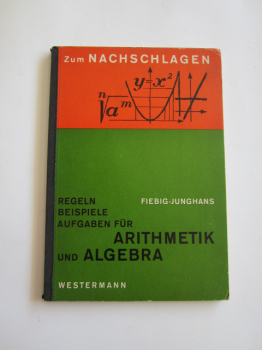 Zum NACHSCHLAGEN
y=x²
ⁿ√aᵐ
REGELN
BEISPIELE
AUFGABEN FÜR
FIEBIG-JUNGHANS
ARITHMETIK
UND ALGEBRA
WESTERMANN